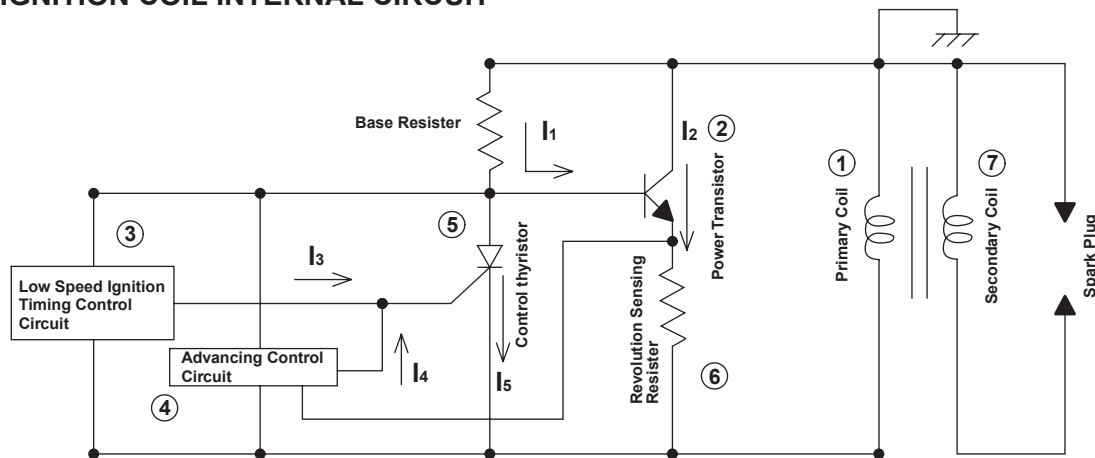 IGNITION COIL INTERNAL CIRCUIT
Base Resister
I1
I2
2
Power Transistor
1
Primary Coil
7
Secondary Coil
Spark Plug
3
Low Speed Ignition
Timing Control
Circuit
I3
5
Control thyristor
Advancing Control
Circuit
4
I4
I5
Revolution Sensing
Resister
6